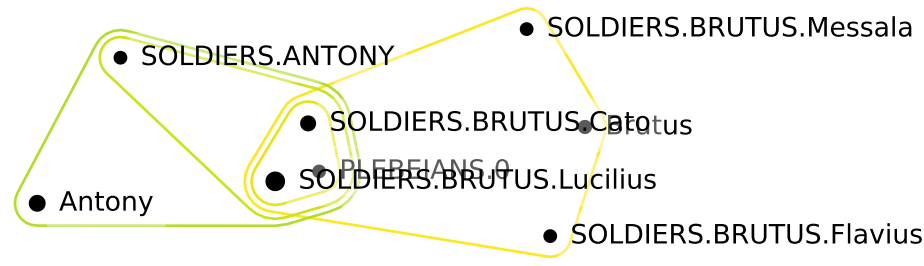 SOLDIERS.BRUTUS.Messala
SOLDIERS.ANTONY
SOLDIERS.BRUTUS.Cato
Brutus
PLEBEIANS.0
SOLDIERS.BRUTUS.Lucilius
Antony
SOLDIERS.BRUTUS.Flavius